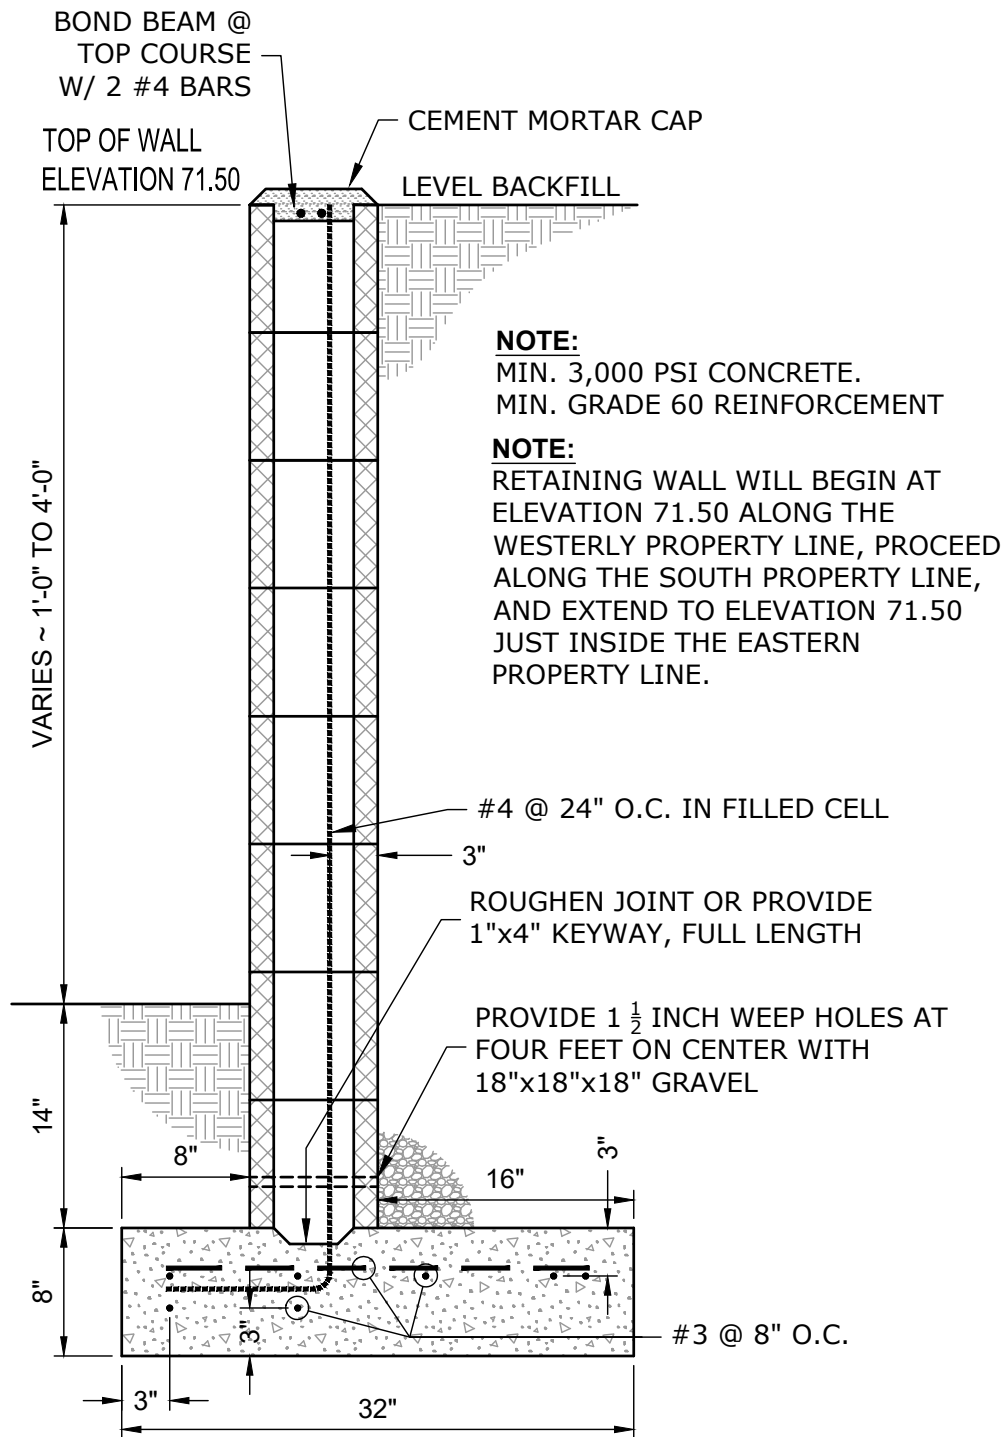 BOND BEAM @
TOP COURSE
W/ 2 #4 BARS
CEMENT MORTAR CAP
TOP OF WALL
ELEVATION 71.50
LEVEL BACKFILL
NOTE:
MIN. 3,000 PSI CONCRETE.
MIN. GRADE 60 REINFORCEMENT
NOTE:
RETAINING WALL WILL BEGIN AT
ELEVATION 71.50 ALONG THE
WESTERLY PROPERTY LINE, PROCEED
ALONG THE SOUTH PROPERTY LINE,
AND EXTEND TO ELEVATION 71.50
JUST INSIDE THE EASTERN
PROPERTY LINE.
VARIES ~ 1'-0" TO 4'-0"
#4 @ 24" O.C. IN FILLED CELL
3"
ROUGHEN JOINT OR PROVIDE
1"x4" KEYWAY, FULL LENGTH
PROVIDE 1 1/2 INCH WEEP HOLES AT
FOUR FEET ON CENTER WITH
18"x18"x18" GRAVEL
14"
8"
16"
3"
8"
3"
#3 @ 8" O.C.
3"
32"